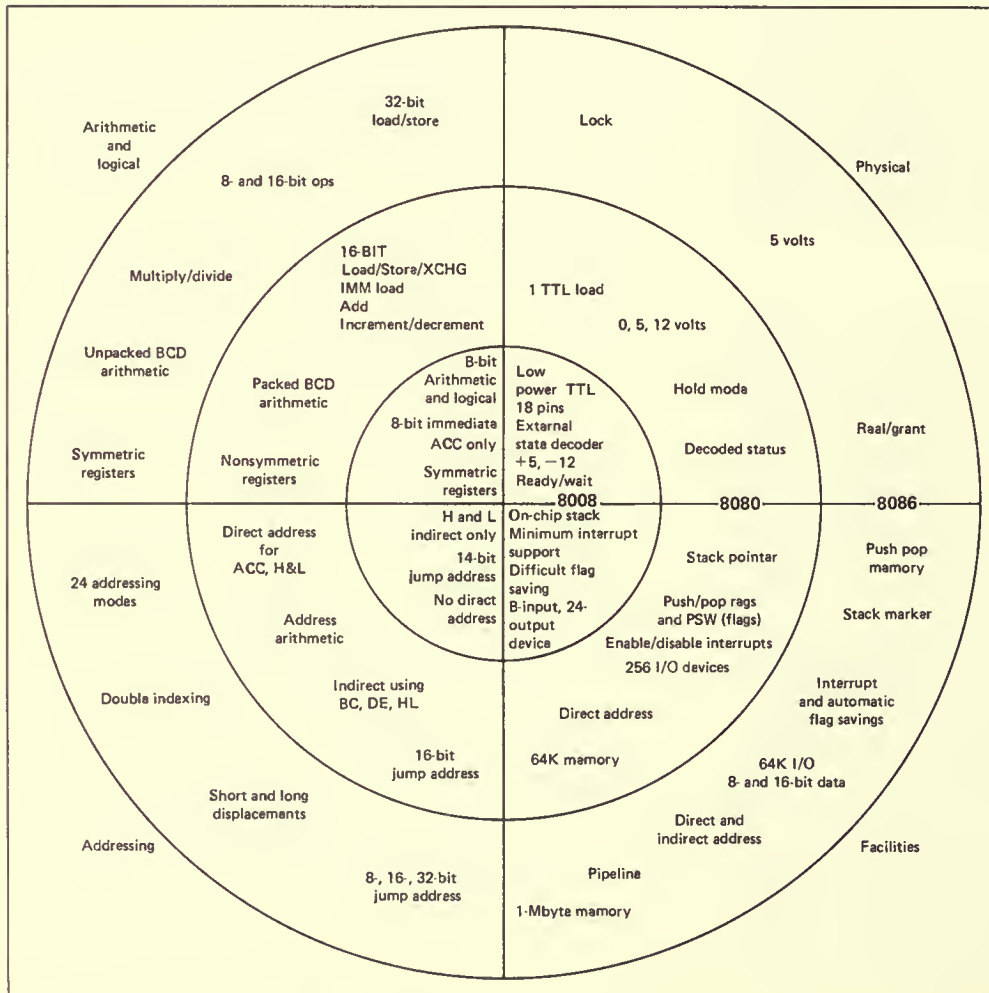 Arithmetic
and
logical
32-bit
load/store
8- and 16-bit ops
Multiply/divide
Unpacked BCD
arithmetic
Symmetric
registers
16-BIT
Load/Store/XCHG
IMM load
Add
Increment/decrement
Packed BCD
arithmetic
Nonsymmetric
registers
B-bit
Arithmetic
and logical
8-bit immediata
ACC only
Symmatric
registers
Lock
Physical
5 volts
1 TTL load
0, 5, 12 volts
Hold moda
Decoded status
Raal/grant
Low
power TTL
18 pins
External
stata decoder
+5, −12
Ready/wait
8008
8080
8086
H and L
indirect only
14-bit
jump address
No diract
address
Direct address
for
ACC, H&L
Address
arithmetic
Indirect using
BC, DE, HL
16-bit
jump address
24 addressing
modes
Double indexing
Short and long
displacements
8-, 16-, 32-bit
jump address
Addressing
On-chip stack
Minimum interrupt
support
Difficult flag
saving
B-input, 24-
output
device
Stack pointar
Push/pop rags
and PSW (flags)
Enable/disable interrupts
256 I/O devices
Direct address
64K memory
Push pop
memory
Stack marker
Interrupt
and automatic
flag savings
64K I/O
8- and 16-bit data
Direct and
indirect address
Pipeline
1-Mbyte mamory
Facilities